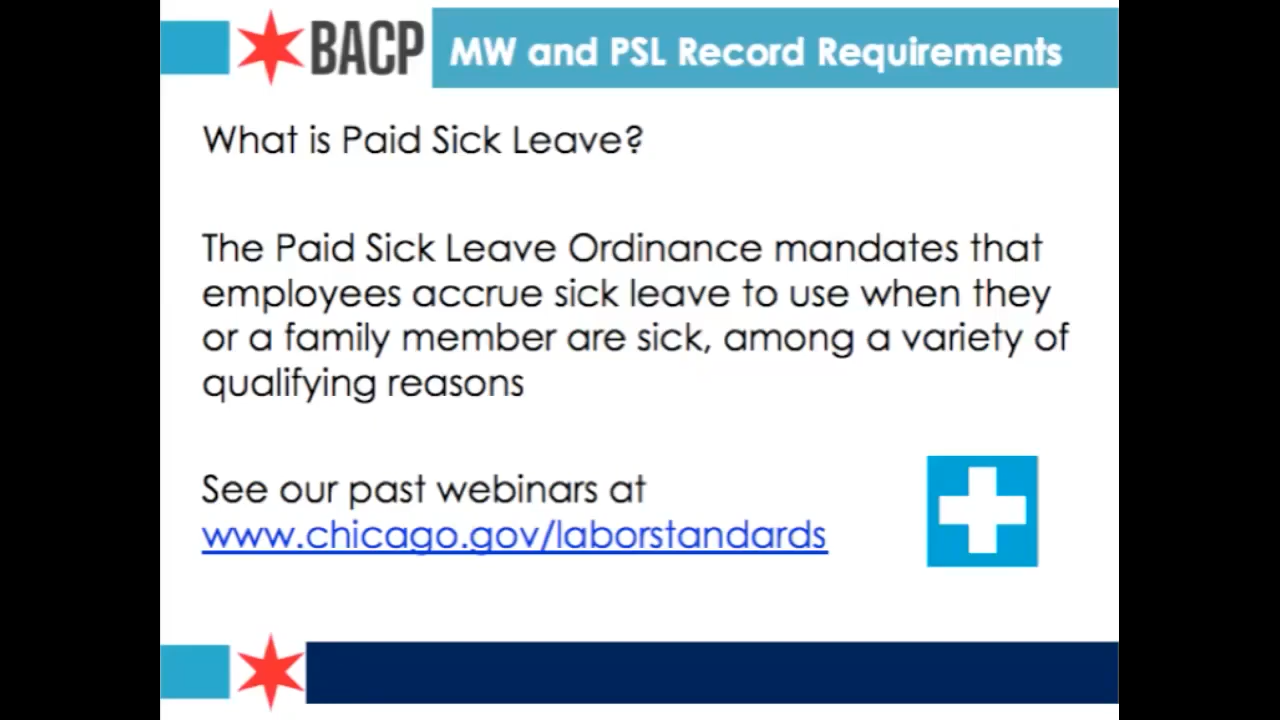 BACP
MW and PSL Record Requirements
What is Paid Sick Leave?
The Paid Sick Leave Ordinance mandates that
employees accrue sick leave to use when they
or a family member are sick, among a variety of
qualifying reasons
See our past webinars at
www.chicago.gov/laborstandards